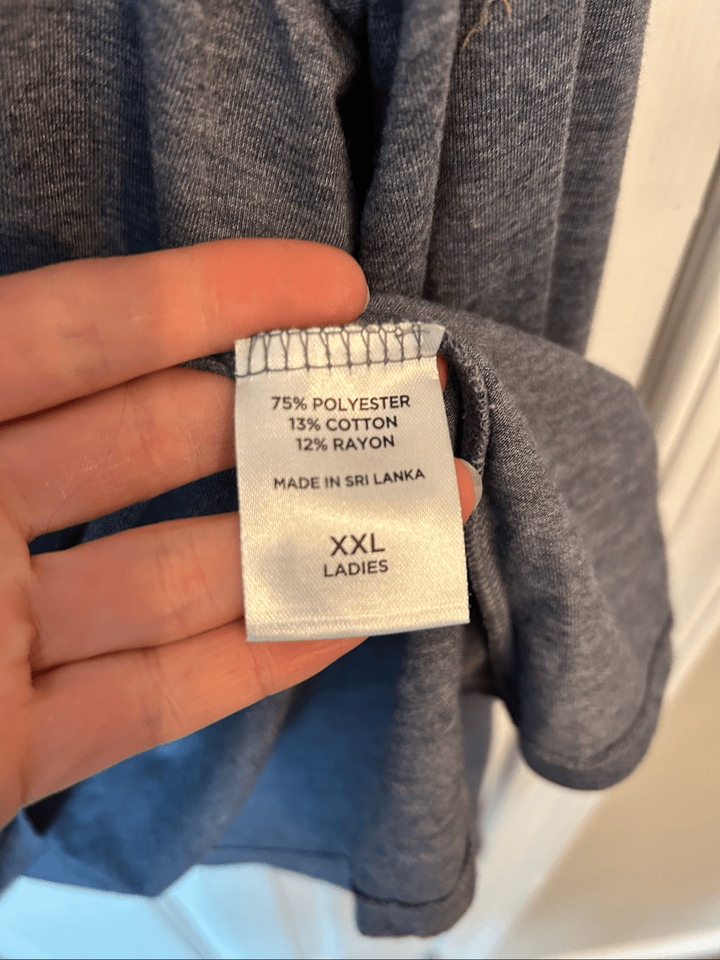 75% POLYESTER
13% COTTON
12% RAYON
MADE IN SRI LANKA
XXL
LADIES